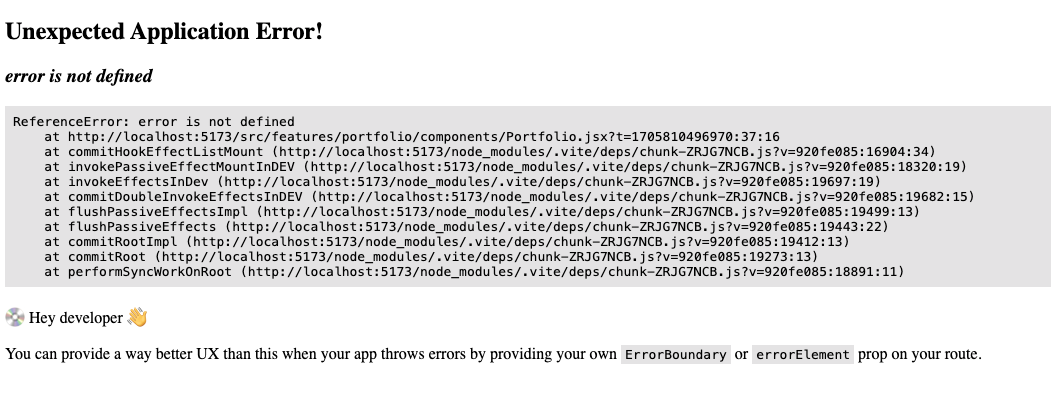 Unexpected Application Error!
error is not defined
ReferenceError: error is not defined
at http://localhost:5173/src/features/portfolio/components/Portfolio.jsx?t=1705810496970:37:16
at commitHookEffectListMount (http://localhost:5173/node_modules/.vite/deps/chunk-ZRJG7NCB.js?v=920fe085:16904:34)
at invokePassiveEffectMountInDEV (http://localhost:5173/node_modules/.vite/deps/chunk-ZRJG7NCB.js?v=920fe085:18320:19)
at invokeEffectsInDev (http://localhost:5173/node_modules/.vite/deps/chunk-ZRJG7NCB.js?v=920fe085:19697:19)
at commitDoubleInvokeEffectsInDEV (http://localhost:5173/node_modules/.vite/deps/chunk-ZRJG7NCB.js?v=920fe085:19682:15)
at flushPassiveEffectsImpl (http://localhost:5173/node_modules/.vite/deps/chunk-ZRJG7NCB.js?v=920fe085:19499:13)
at flushPassiveEffects (http://localhost:5173/node_modules/.vite/deps/chunk-ZRJG7NCB.js?v=920fe085:19443:22)
at commitRootImpl (http://localhost:5173/node_modules/.vite/deps/chunk-ZRJG7NCB.js?v=920fe085:19412:13)
at commitRoot (http://localhost:5173/node_modules/.vite/deps/chunk-ZRJG7NCB.js?v=920fe085:19273:13)
at performSyncWorkOnRoot (http://localhost:5173/node_modules/.vite/deps/chunk-ZRJG7NCB.js?v=920fe085:18891:11)
💿 Hey developer 👋
You can provide a way better UX than this when your app throws errors by providing your own ErrorBoundary or errorElement prop on your route.